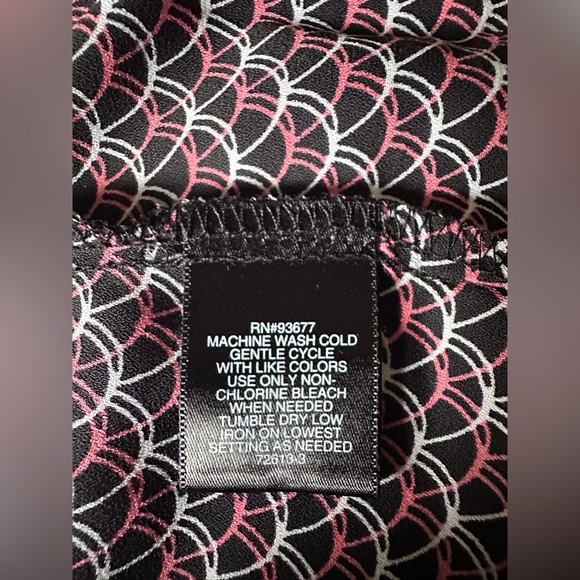 RN#93677
MACHINE WASH COLD
GENTLE CYCLE
WITH LIKE COLORS
USE ONLY NON-
CHLORINE BLEACH
WHEN NEEDED
TUMBLE DRY LOW
IRON ON LOWEST
SETTING AS NEEDED
72613-3